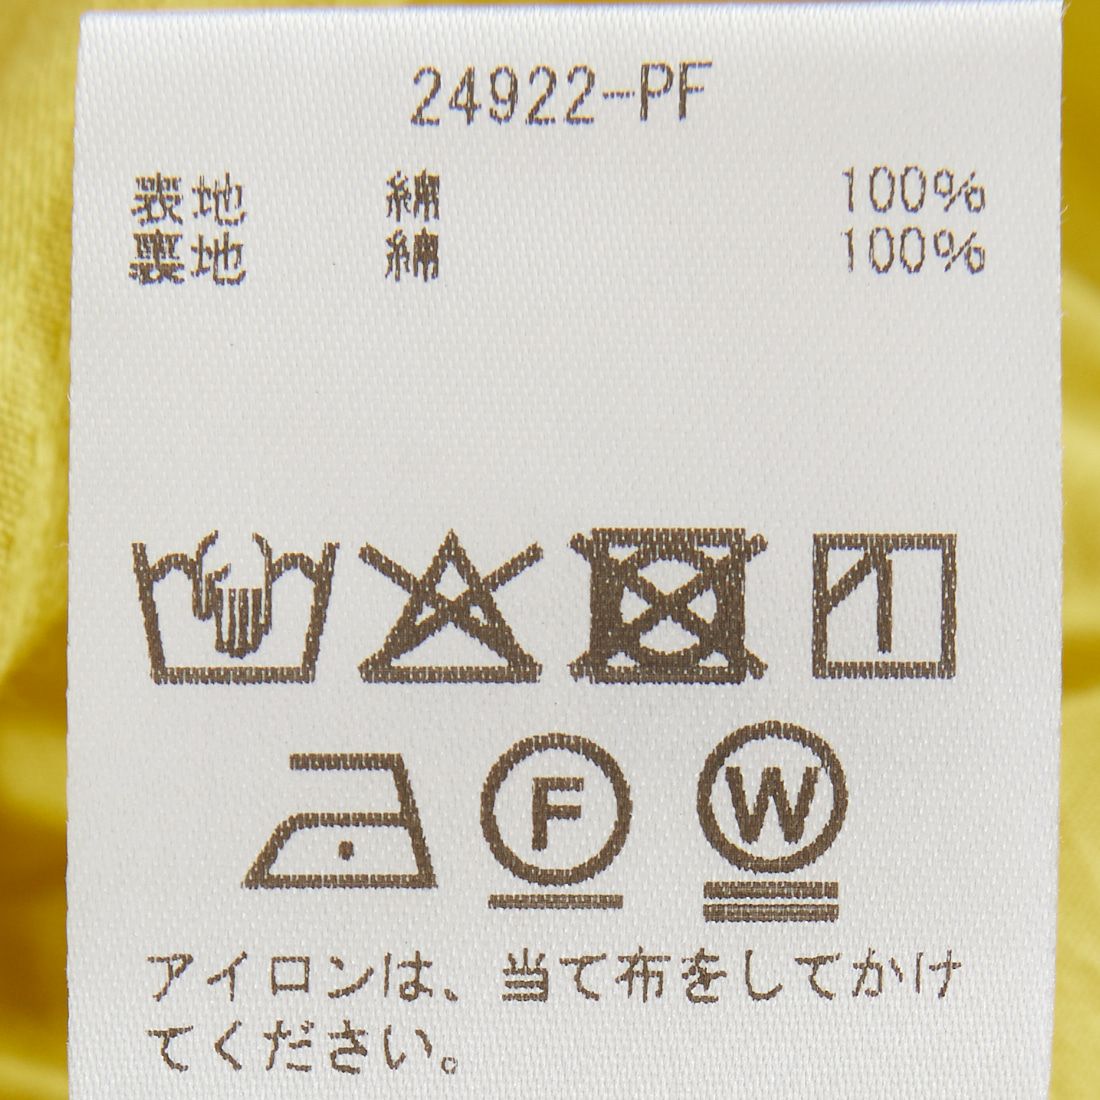 24922-PF
表地 綿 100%
裏地 綿 100%
F
W
アイロンは、当て布をしてかけ
てください。